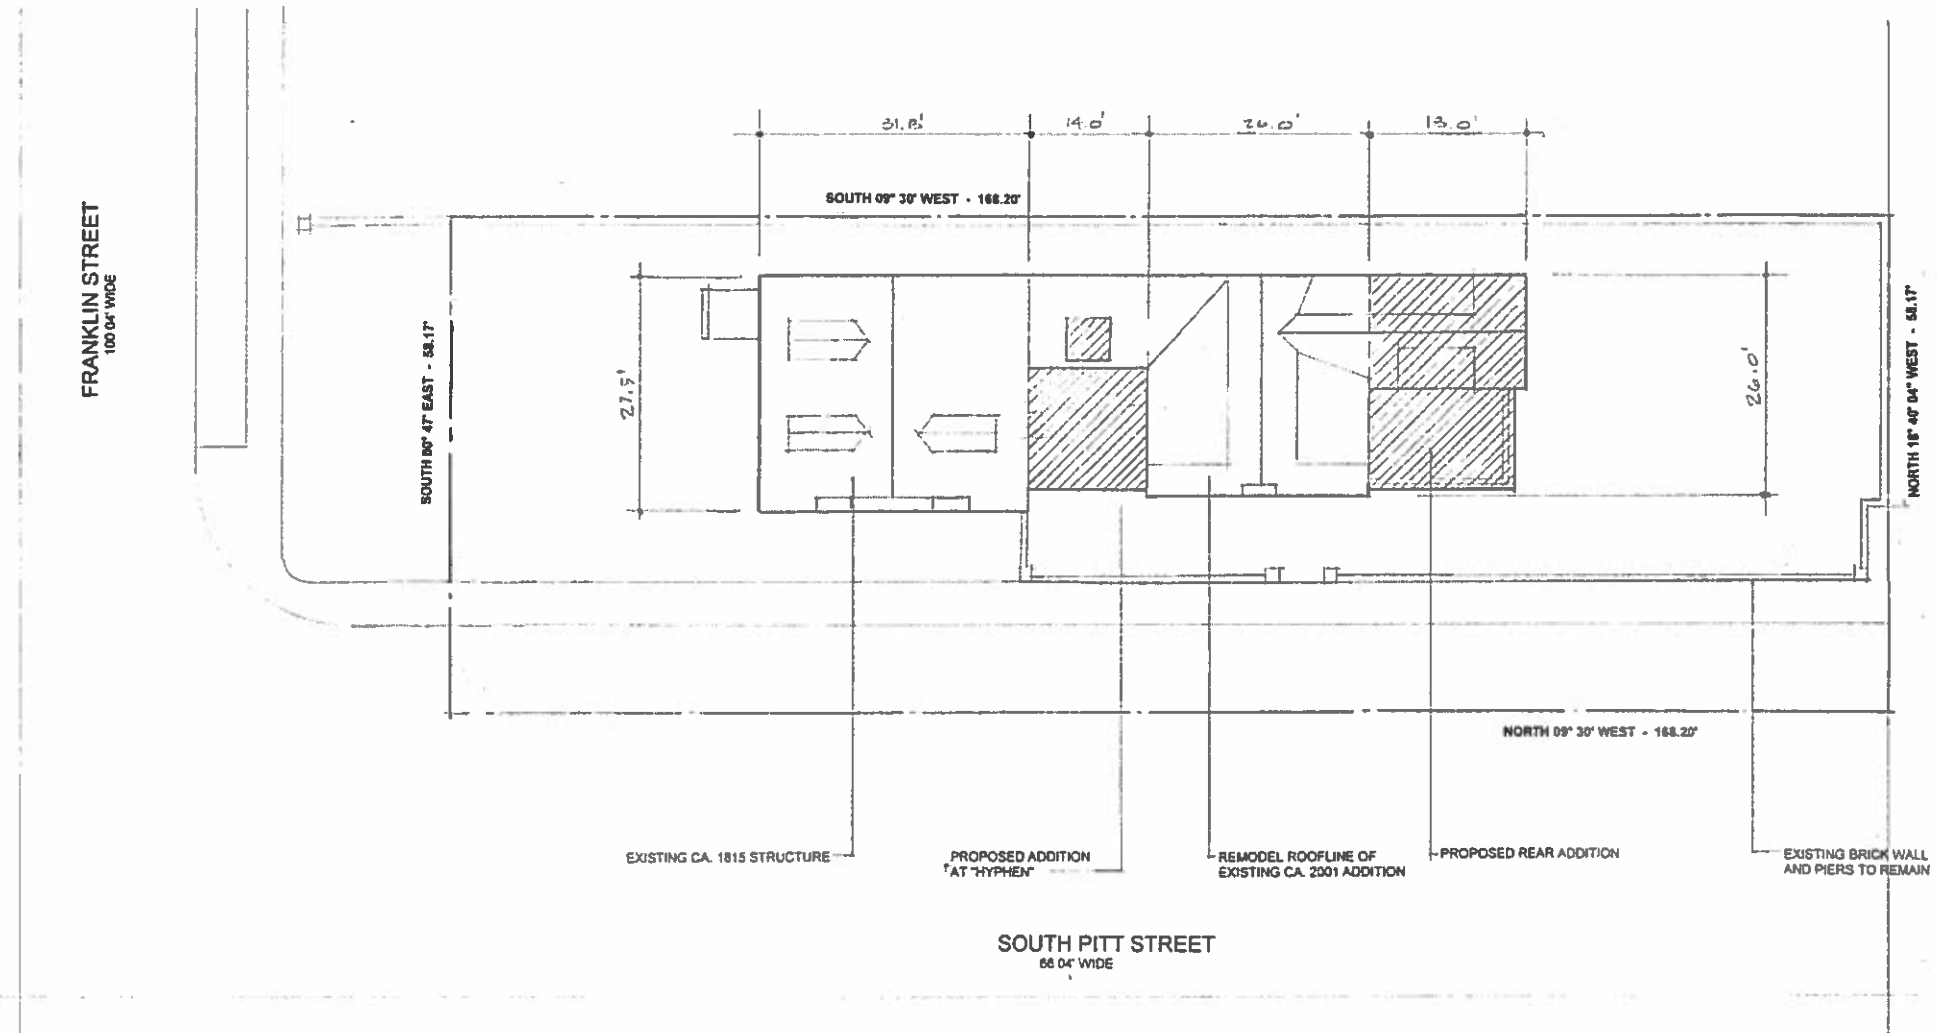 31.8'
14.0'
26.0'
SOUTH 09° 30' WEST - 168.20'
FRANKLIN STREET
100 04' WIDE
SOUTH 80° 47' EAST - 58.17'
27.5'
26.0'
NORTH 16° 40' 04" WEST - 58.17'
NORTH 09° 30' WEST - 168.20'
EXISTING CA. 1815 STRUCTURE
PROPOSED ADDITION
AT "HYPHEN"
REMODEL ROOFLINE OF
EXISTING CA. 2001 ADDITION
PROPOSED REAR ADDITION
EXISTING BRICK WALL
AND PIERS TO REMAIN
SOUTH PITT STREET
66 04' WIDE